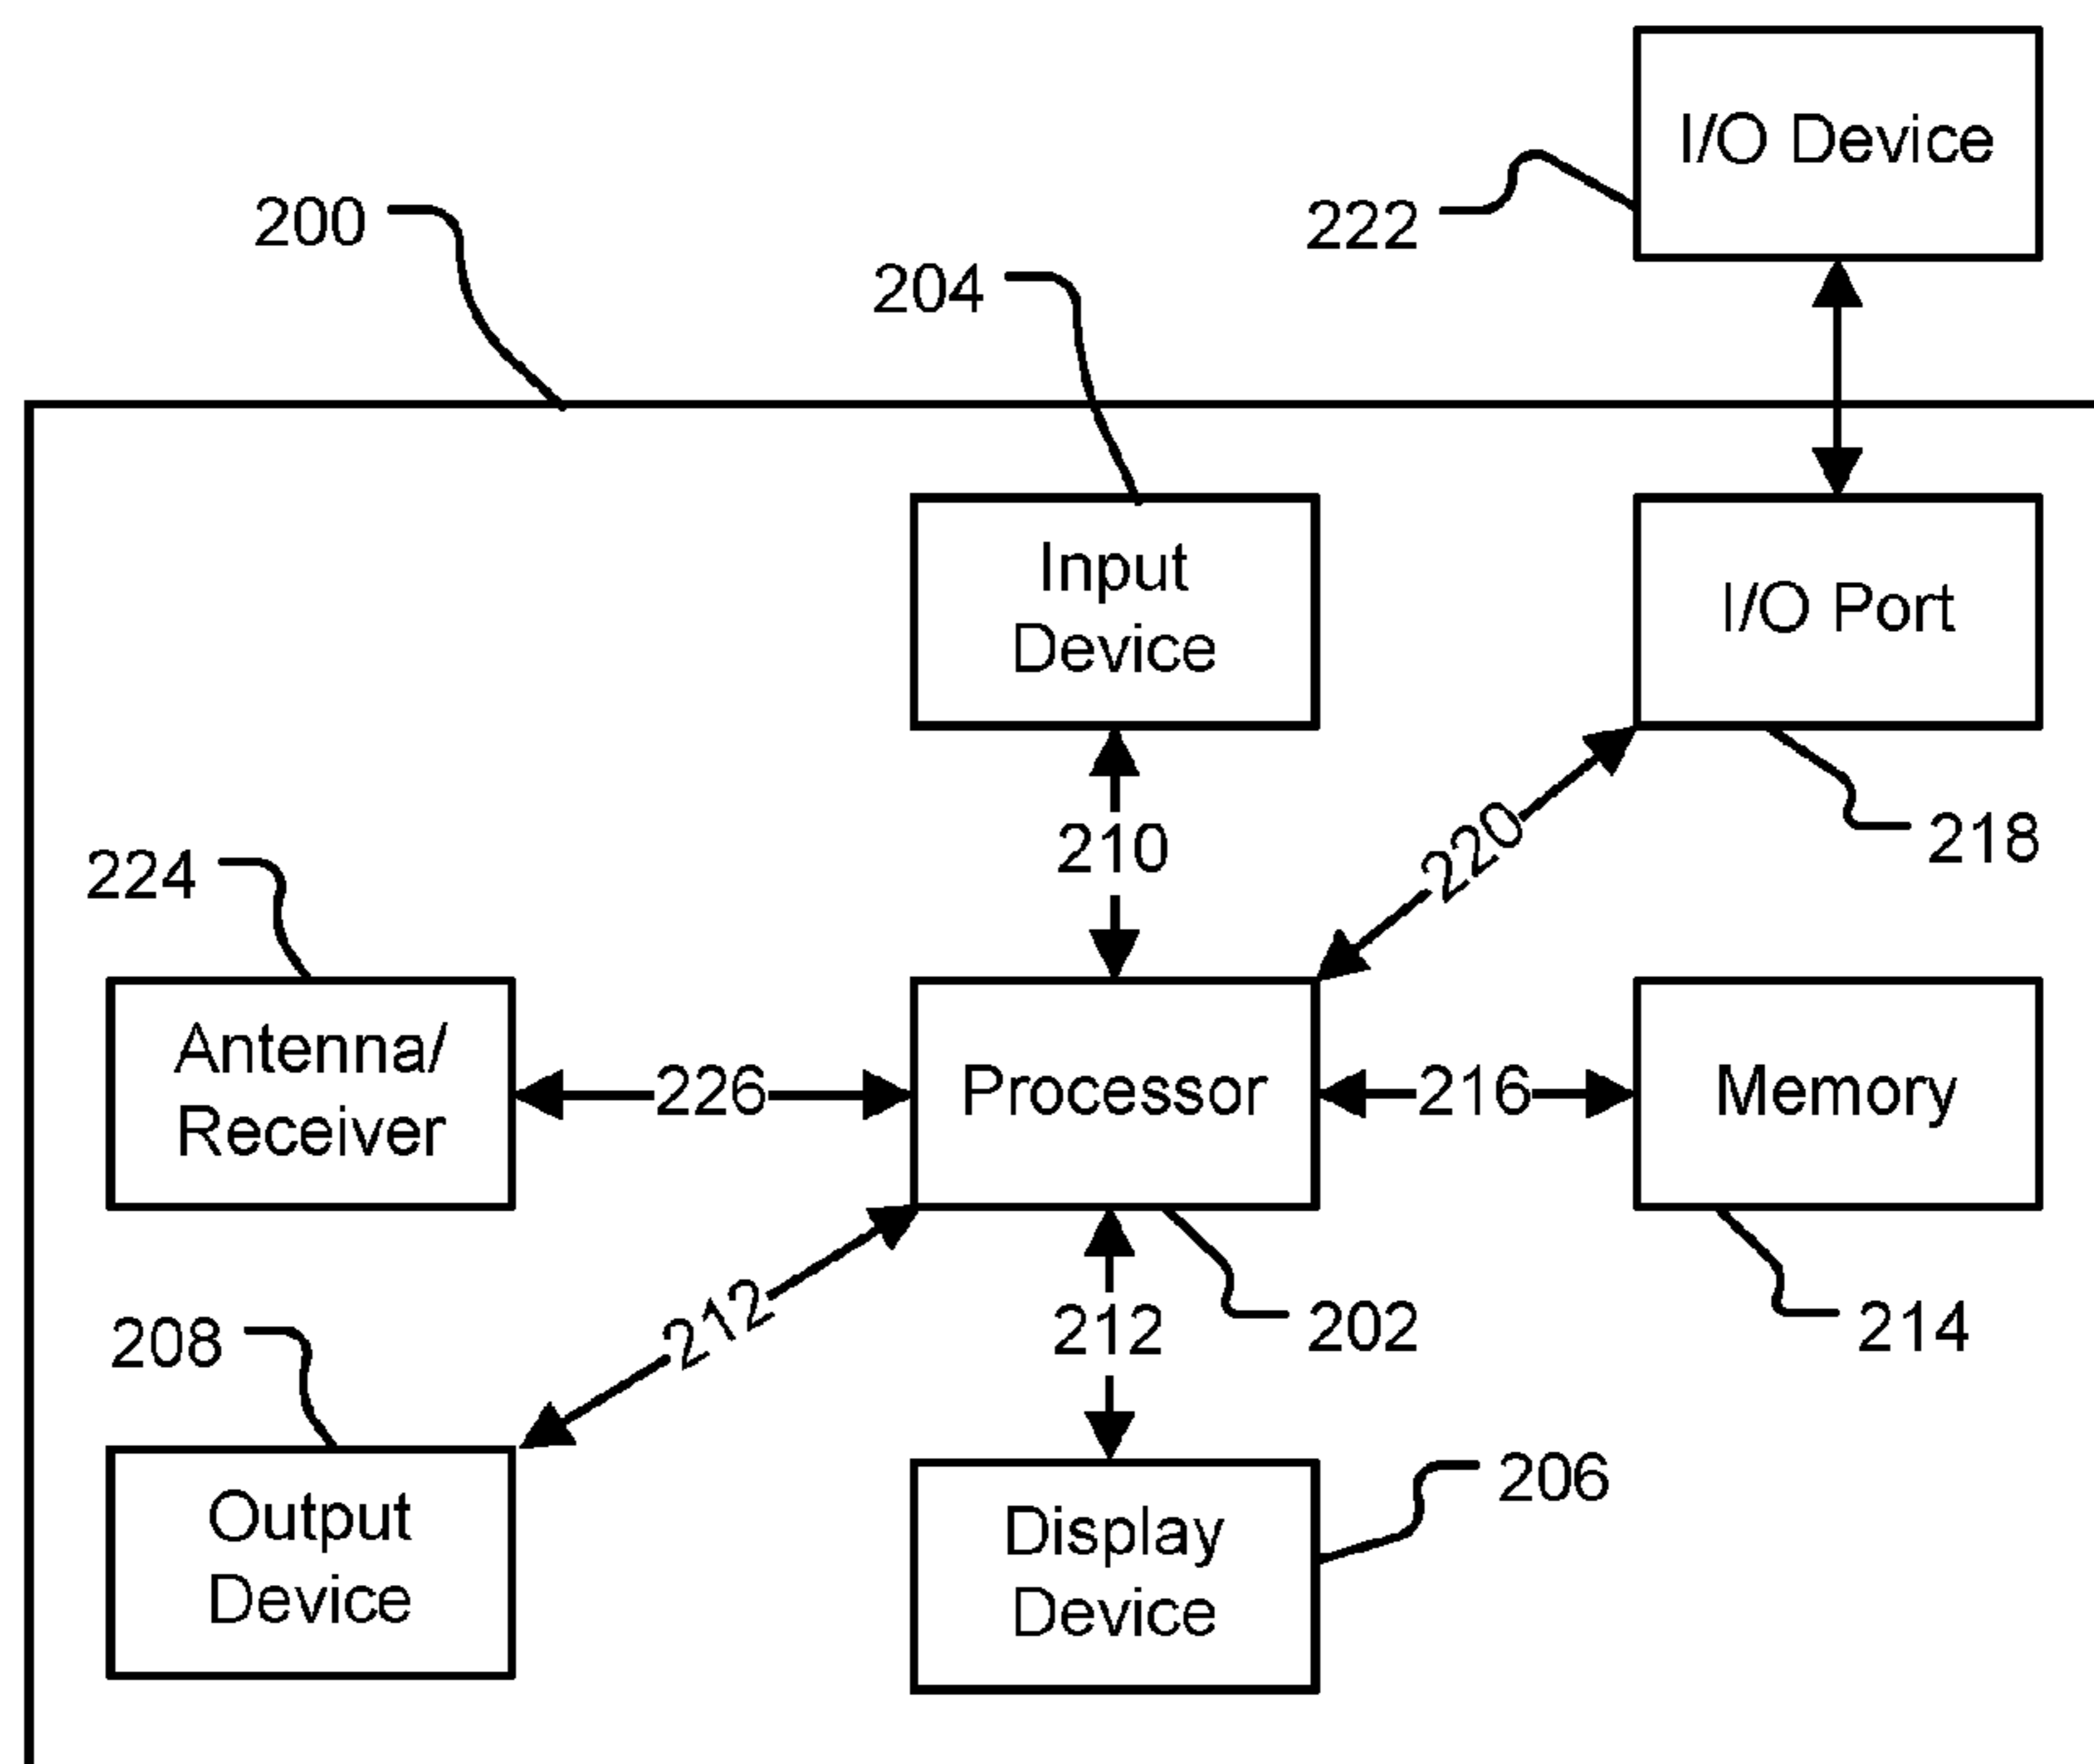 I/O Device
222
200
204
Input
Device
I/O Port
210
220
218
224
Antenna/
Receiver
226
Processor
216
Memory
212
212
202
214
208
206
Output
Device
Display
Device